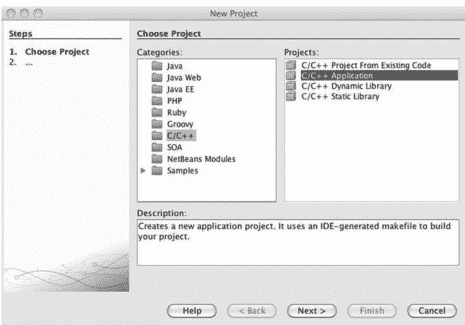 New Project
Steps
1. Choose Project
2. ...
Choose Project
Categories:
Java
Java Web
Java EE
PHP
Ruby
Groovy
C/C++
SOA
NetBeans Modules
Samples
Projects:
C/C++ Project From Existing Code
C/C++ Application
C/C++ Dynamic Library
C/C++ Static Library
Description:
Creates a new application project. It uses an IDE-generated makefile to build
your project.
Help
< Back
Next >
Finish
Cancel